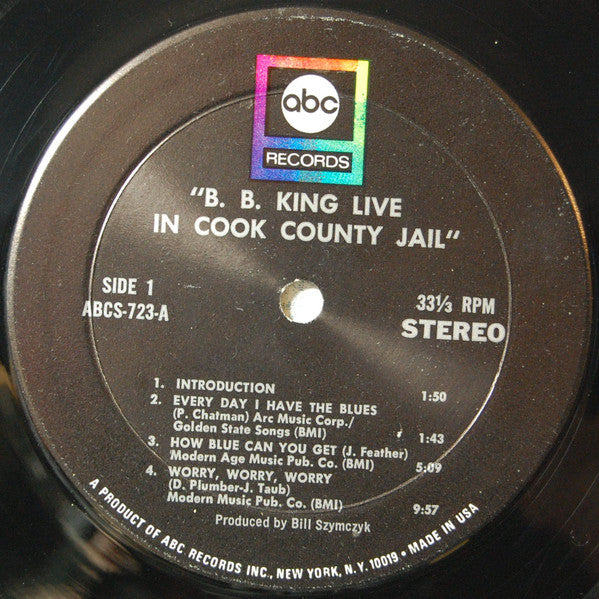 abc
RECORDS
"B. B. KING LIVE
IN COOK COUNTY JAIL"
SIDE 1
ABCS-723-A
33⅓ RPM
STEREO
1. INTRODUCTION 1:50
2. EVERY DAY I HAVE THE BLUES
(P. Chatman) Arc Music Corp./
Golden State Songs (BMI) 1:43
3. HOW BLUE CAN YOU GET (J. Feather)
Modern Age Music Pub. Co. (BMI) 5:09
4. WORRY, WORRY, WORRY
(D. Plumber-J. Taub)
Modern Music Pub. Co. (BMI) 9:57
Produced by Bill Szymczyk
A PRODUCT OF ABC RECORDS INC., NEW YORK, N.Y. 10019 • MADE IN USA